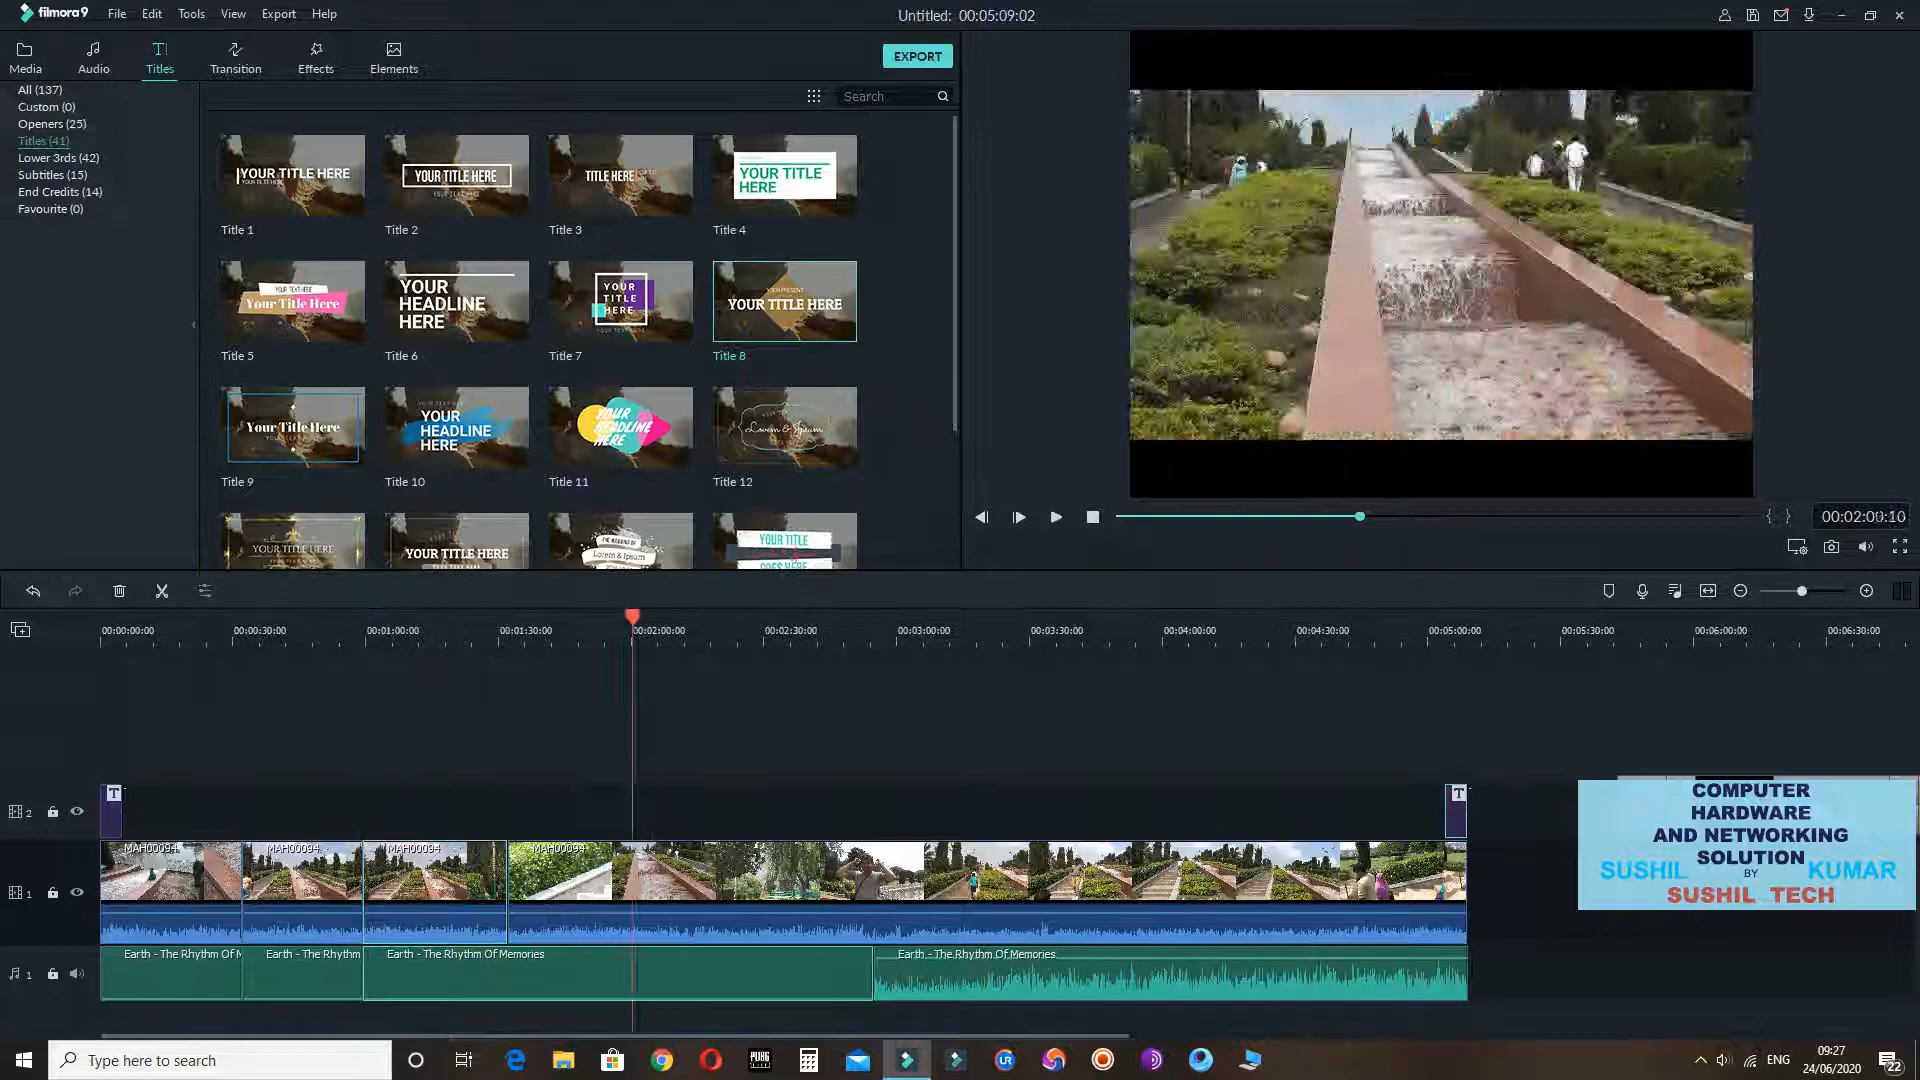 filmora9 File Edit Tools View Export Help
Untitled: 00:05:09:02
Media Audio Titles Transition Effects Elements
EXPORT
All (137)
Custom (0)
Openers (25)
Titles (41)
Lower 3rds (42)
Subtitles (15)
End Credits (14)
Favourite (0)
Search
YOUR TITLE HERE
YOUR TITLE HERE
TITLE HERE
YOUR TITLE
HERE
Title 1
Title 2
Title 3
Title 4
YOUR TEXT HERE
Your Title Here
YOUR
HEADLINE
HERE
YOUR
TITLE
HERE
YOUR TITLE HERE
Title 5
Title 6
Title 7
Title 8
Your Title Here
YOUR
HEADLINE
HERE
YOUR
HEADLINE
HERE
Lorem & Ipsum
Title 9
Title 10
Title 11
Title 12
YOUR TITLE HERE
YOUR TITLE HERE
Lorem & Ipsum
YOUR TITLE
GOES HERE
00:02:00:10
00:00:00:00 00:00:30:00 00:01:00:00 00:01:30:00 00:02:00:00 00:02:30:00 00:03:00:00 00:03:30:00 00:04:00:00 00:04:30:00 00:05:00:00 00:05:30:00 00:06:00:00 00:06:30:00
2
T
T
MAH00094
MAH00094
MAH00094
MAH00094
1
Earth - The Rhythm Of M
Earth - The Rhythm
Earth - The Rhythm Of Memories
Earth - The Rhythm Of Memories
1
COMPUTER
HARDWARE
AND NETWORKING
SOLUTION
SUSHIL BY KUMAR
SUSHIL TECH
Type here to search
PUBG
UR
ENG
09:27
24/06/2020
22